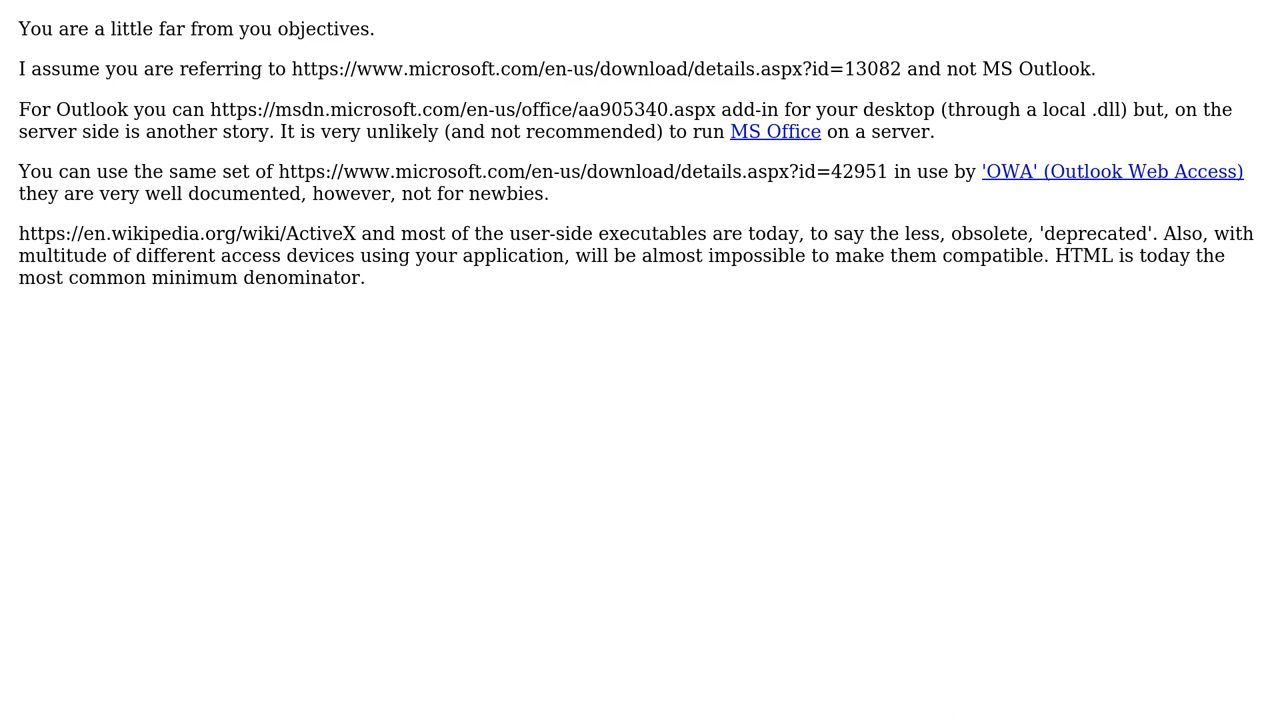 You are a little far from you objectives.
I assume you are referring to https://www.microsoft.com/en-us/download/details.aspx?id=13082 and not MS Outlook.
For Outlook you can https://msdn.microsoft.com/en-us/office/aa905340.aspx add-in for your desktop (through a local .dll) but, on the
server side is another story. It is very unlikely (and not recommended) to run MS Office on a server.
You can use the same set of https://www.microsoft.com/en-us/download/details.aspx?id=42951 in use by 'OWA' (Outlook Web Access)
they are very well documented, however, not for newbies.
https://en.wikipedia.org/wiki/ActiveX and most of the user-side executables are today, to say the less, obsolete, 'deprecated'. Also, with
multitude of different access devices using your application, will be almost impossible to make them compatible. HTML is today the
most common minimum denominator.